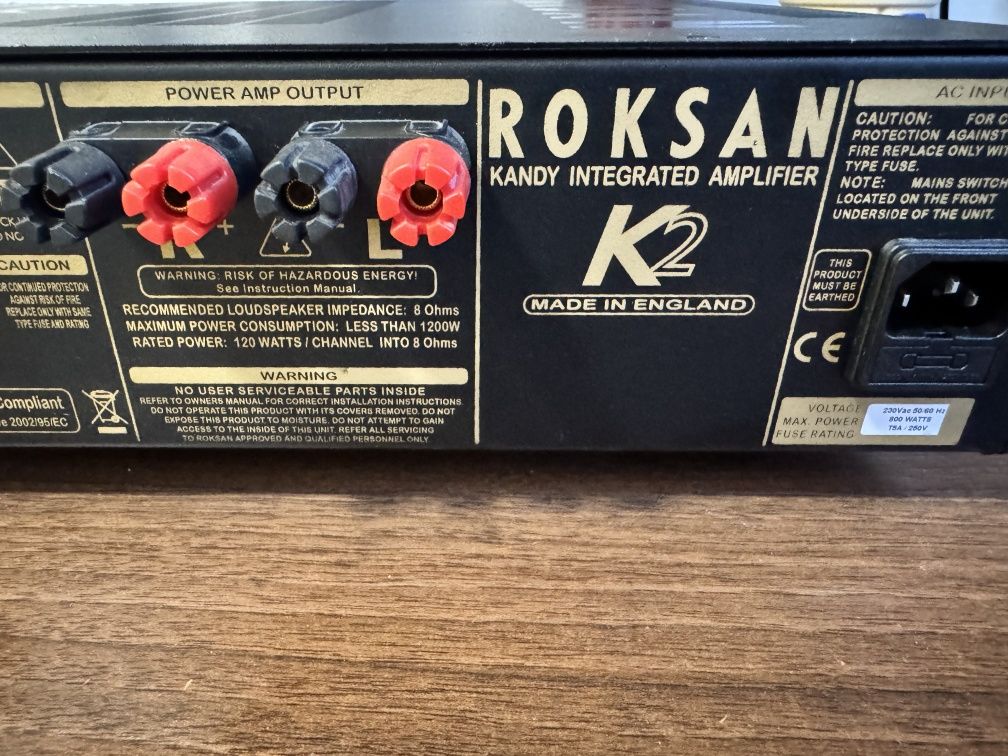 POWER AMP OUTPUT
R
L
WARNING: RISK OF HAZARDOUS ENERGY!
See Instruction Manual.
RECOMMENDED LOUDSPEAKER IMPEDANCE: 8 Ohms
MAXIMUM POWER CONSUMPTION: LESS THAN 1200W
RATED POWER: 120 WATTS / CHANNEL INTO 8 Ohms
WARNING
NO USER SERVICEABLE PARTS INSIDE
REFER TO OWNERS MANUAL FOR CORRECT INSTALLATION INSTRUCTIONS.
DO NOT OPERATE THIS PRODUCT WITH ITS COVERS REMOVED. DO NOT
EXPOSE THIS PRODUCT TO MOISTURE. DO NOT ATTEMPT TO GAIN
ACCESS TO THE INSIDE OF THIS UNIT. REFER ALL SERVICING
TO ROKSAN APPROVED AND QUALIFIED PERSONNEL ONLY.
CAUTION
FOR CONTINUED PROTECTION
AGAINST RISK OF FIRE
REPLACE ONLY WITH SAME
TYPE FUSE AND RATING
Compliant
2002/95/EC
ROKSAN
KANDY INTEGRATED AMPLIFIER
K2
MADE IN ENGLAND
AC INPU
CAUTION: FOR C
PROTECTION AGAINST
FIRE REPLACE ONLY WIT
TYPE FUSE.
NOTE: MAINS SWITCH
LOCATED ON THE FRONT
UNDERSIDE OF THE UNIT.
THIS
PRODUCT
MUST BE
EARTHED
CE
VOLTAGE 230Vac 50/60 Hz
MAX. POWER 800 WATTS
FUSE RATING T5A / 250V